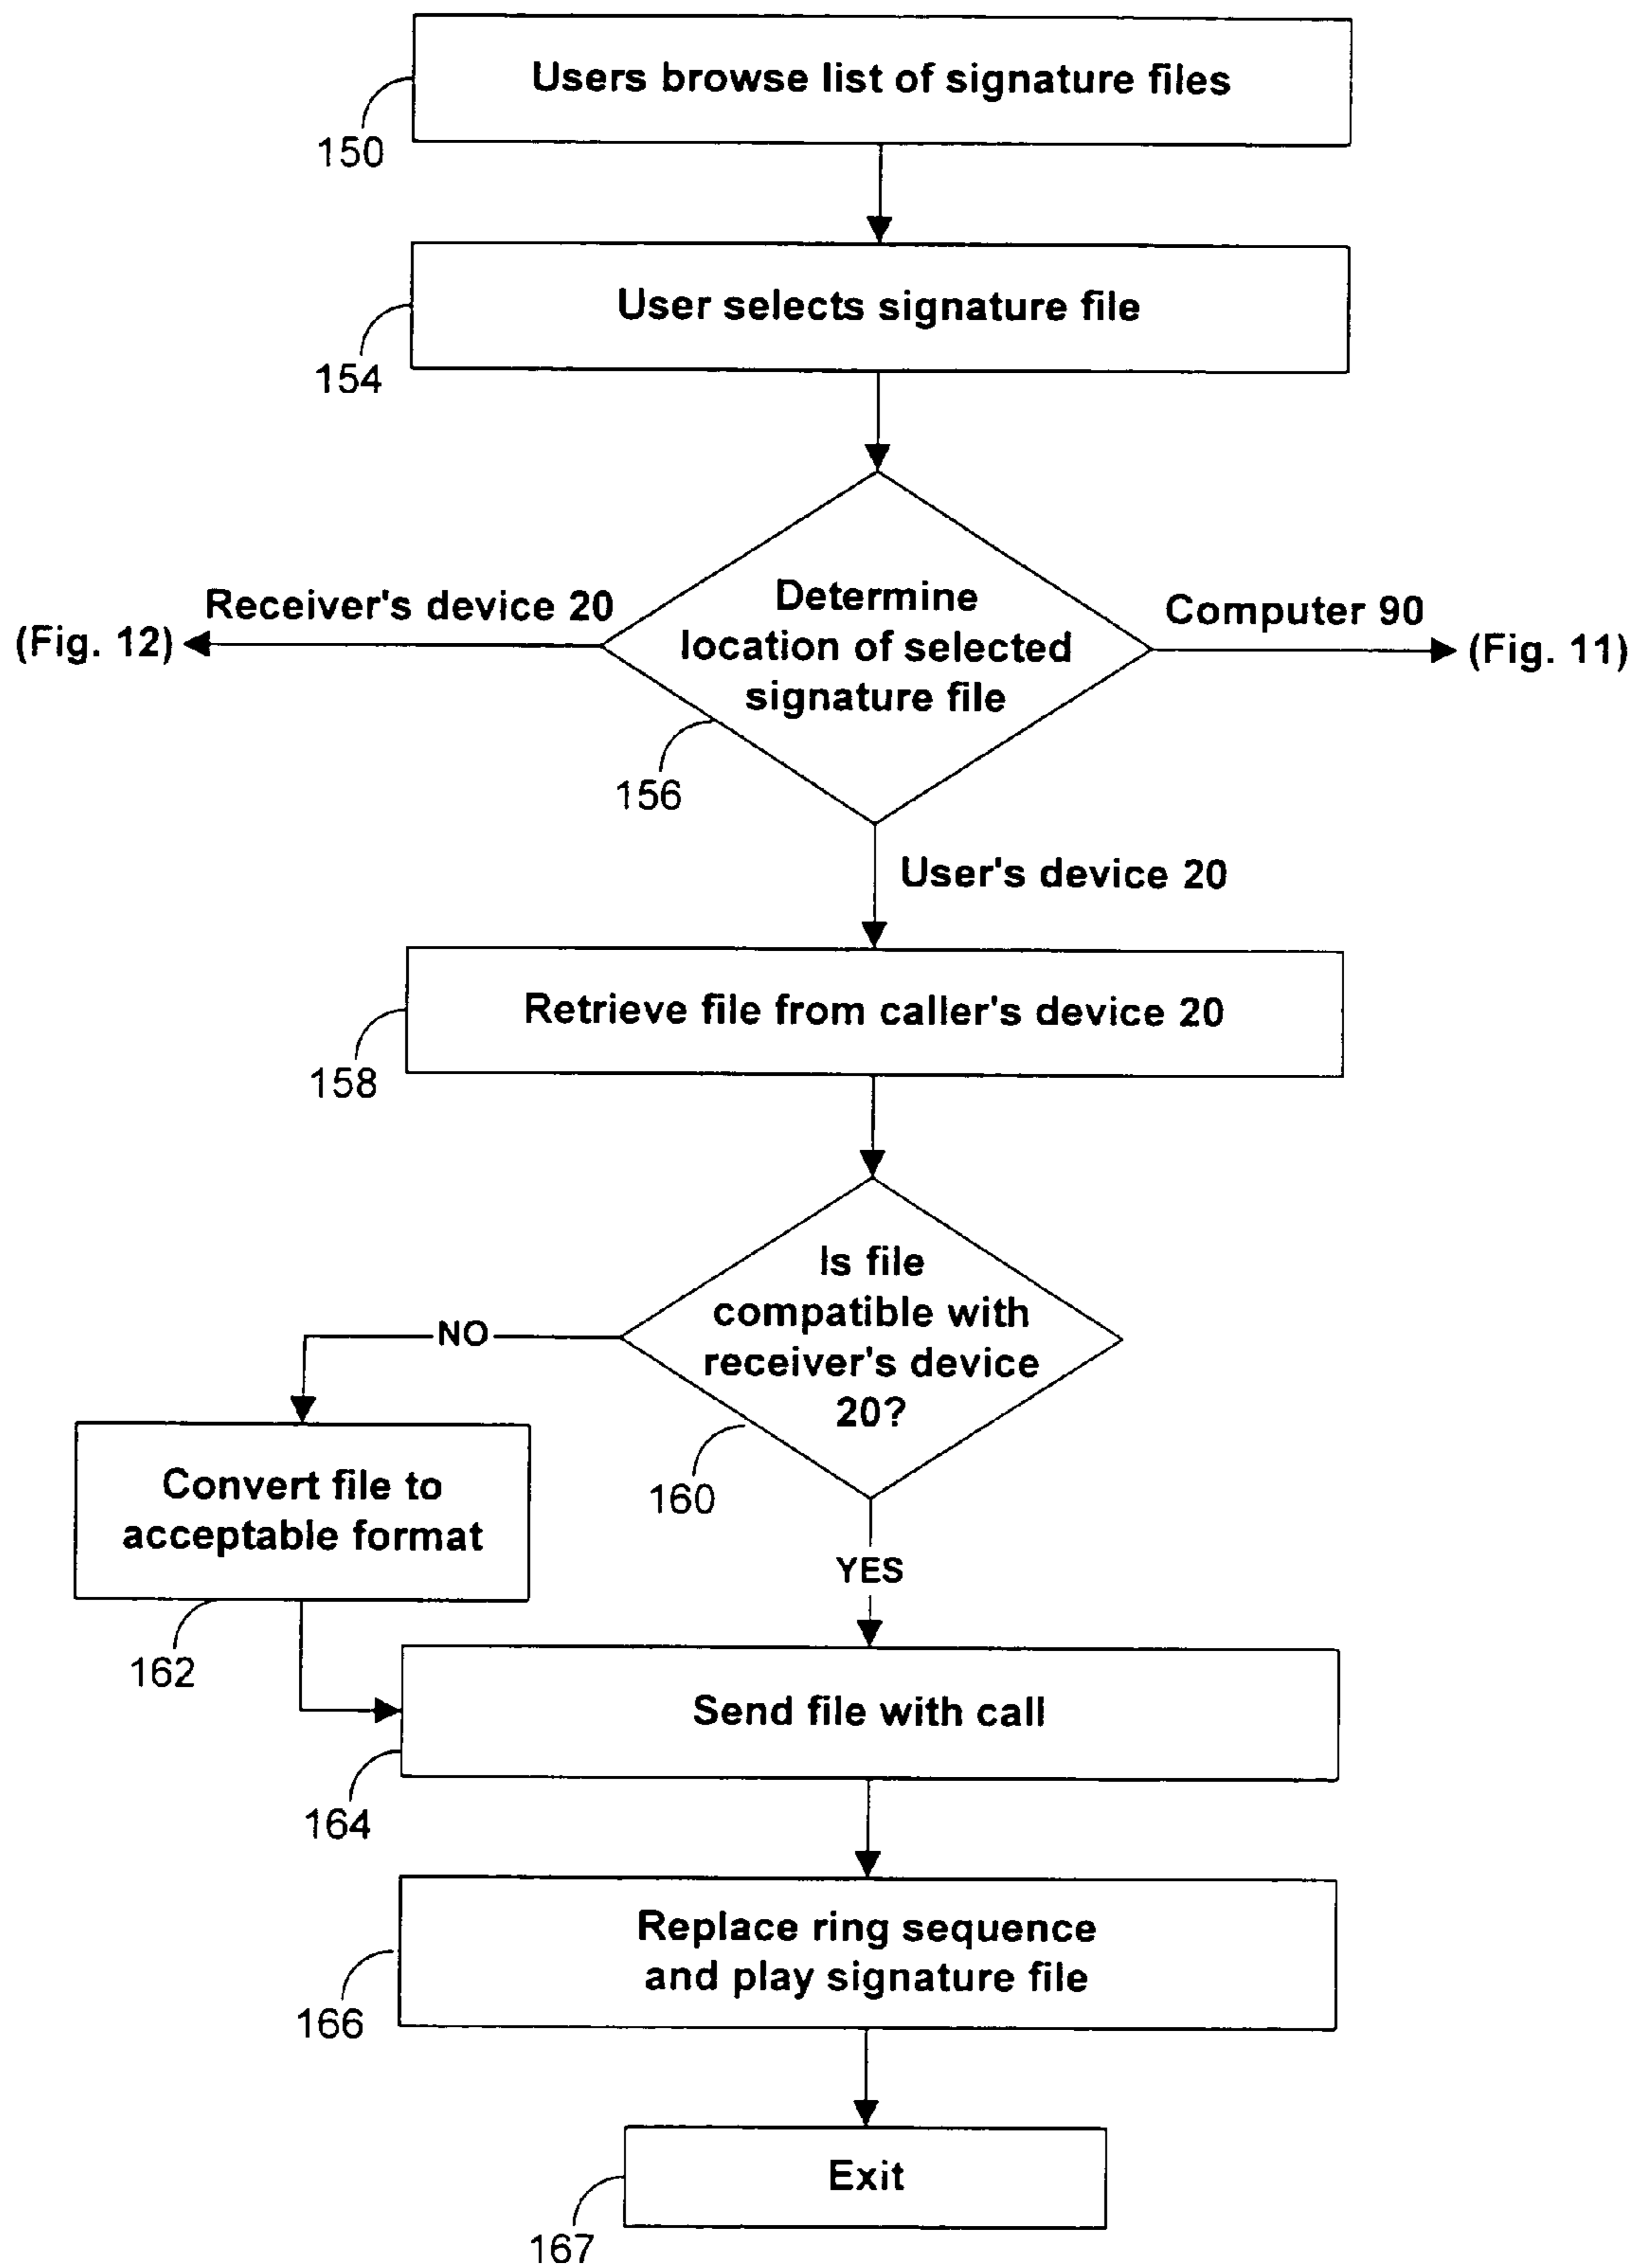 Users browse list of signature files
150
User selects signature file
154
Receiver's device 20
(Fig. 12)
Determine
location of selected
signature file
Computer 90
(Fig. 11)
156
User's device 20
Retrieve file from caller's device 20
158
Is file
compatible with
receiver's device
20?
NO
160
Convert file to
acceptable format
YES
162
Send file with call
164
Replace ring sequence
and play signature file
166
Exit
167